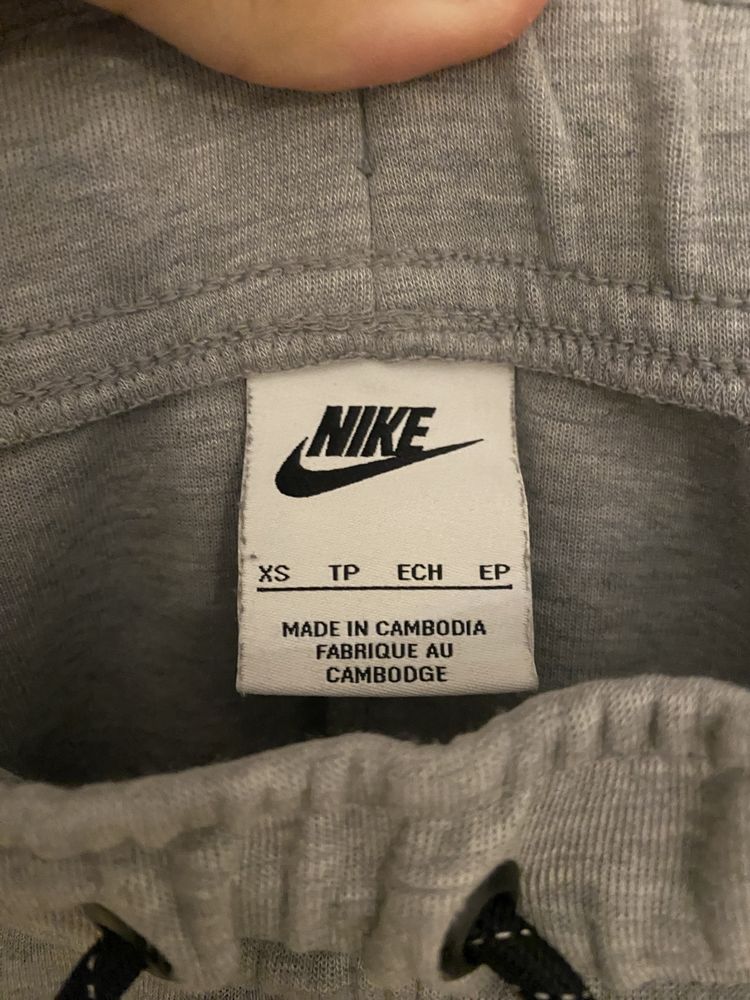 NIKE
XS TP ECH EP
MADE IN CAMBODIA
FABRIQUE AU
CAMBODGE